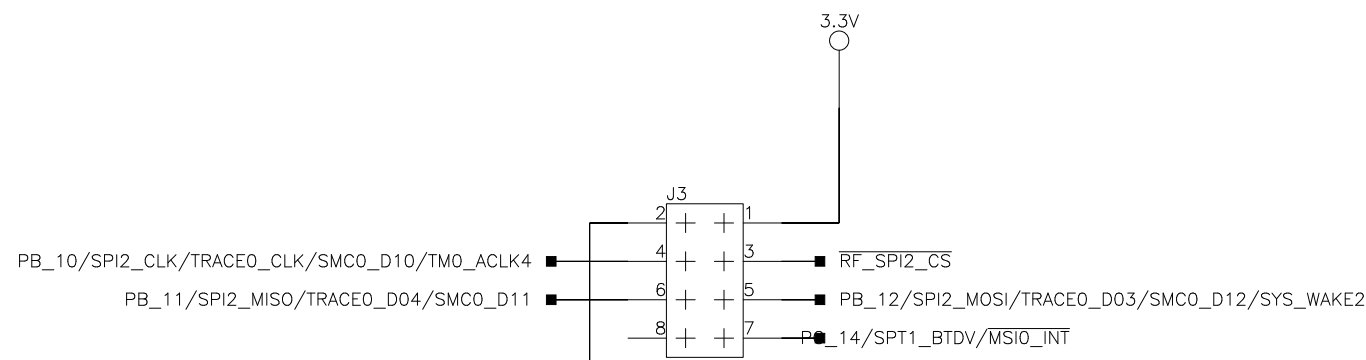 3.3V
J3
2 1
PB_10/SPI2_CLK/TRACE0_CLK/SMC0_D10/TM0_ACLK4 4 3 RF_SPI2_CS
PB_11/SPI2_MISO/TRACE0_D04/SMC0_D11 6 5 PB_12/SPI2_MOSI/TRACE0_D03/SMC0_D12/SYS_WAKE2
8 7 _14/SPT1_BTDV/MSI0_INT